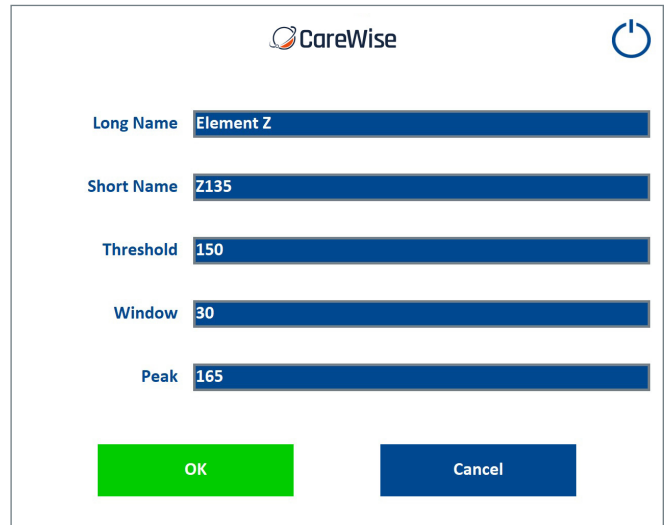 CareWise
Long Name Element Z
Short Name Z135
Threshold 150
Window 30
Peak 165
OK Cancel